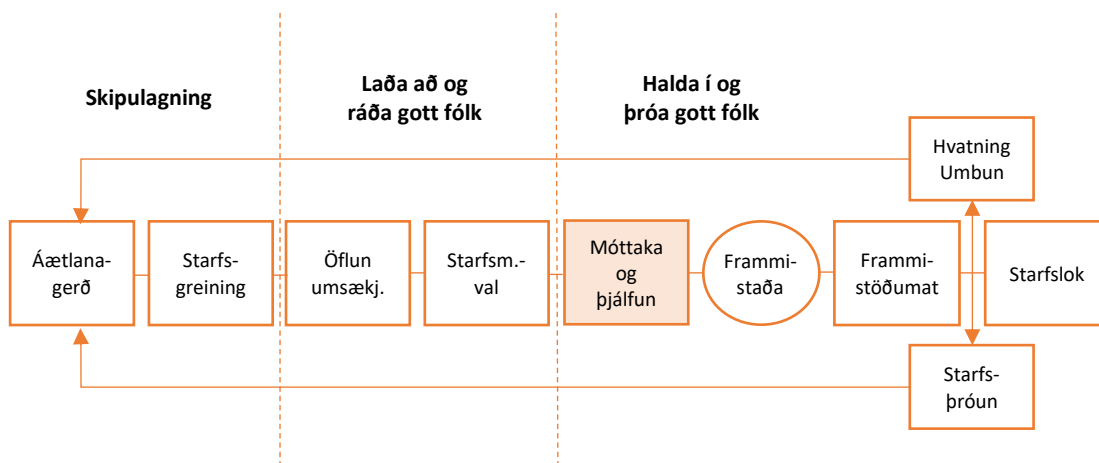 Skipulagning
Laða að og
ráða gott fólk
Halda í og
þróa gott fólk
Hvatning
Umbun
Áætlana-
gerð
Starfs-
greining
Öflun
umsækj.
Starfsm.-
val
Móttaka
og
þjálfun
Frammi-
staða
Frammi-
stöðumat
Starfslok
Starfs-
þróun